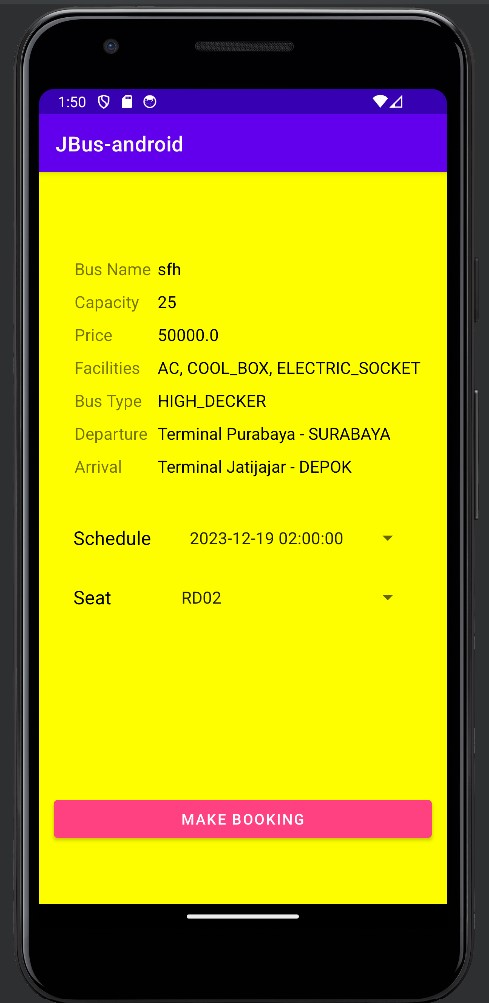 1:50
JBus-android
Bus Name sfh
Capacity 25
Price 50000.0
Facilities AC, COOL_BOX, ELECTRIC_SOCKET
Bus Type HIGH_DECKER
Departure Terminal Purabaya - SURABAYA
Arrival Terminal Jatijajar - DEPOK
Schedule 2023-12-19 02:00:00
Seat RD02
MAKE BOOKING